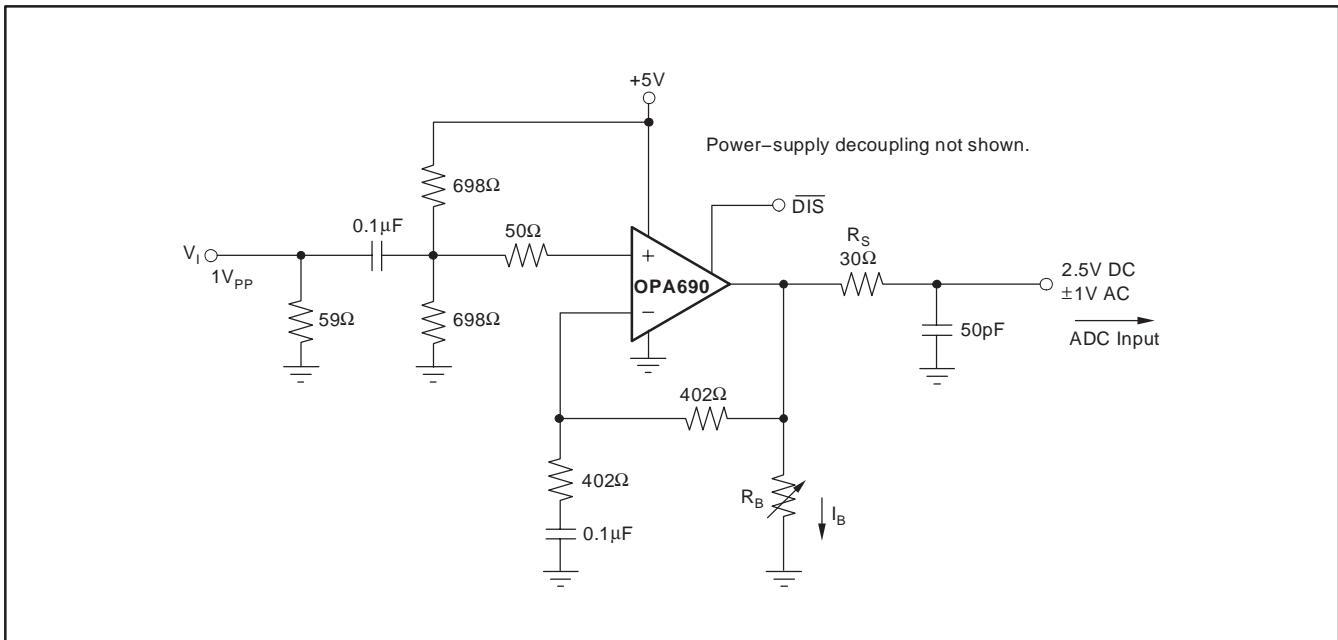 +5V
Power−supply decoupling not shown.
698Ω
DIS
0.1μF
50Ω
R_S
30Ω
V_I
1V_PP
+
OPA690
−
2.5V DC
±1V AC
ADC Input
59Ω
698Ω
50pF
402Ω
402Ω
R_B
I_B
0.1μF